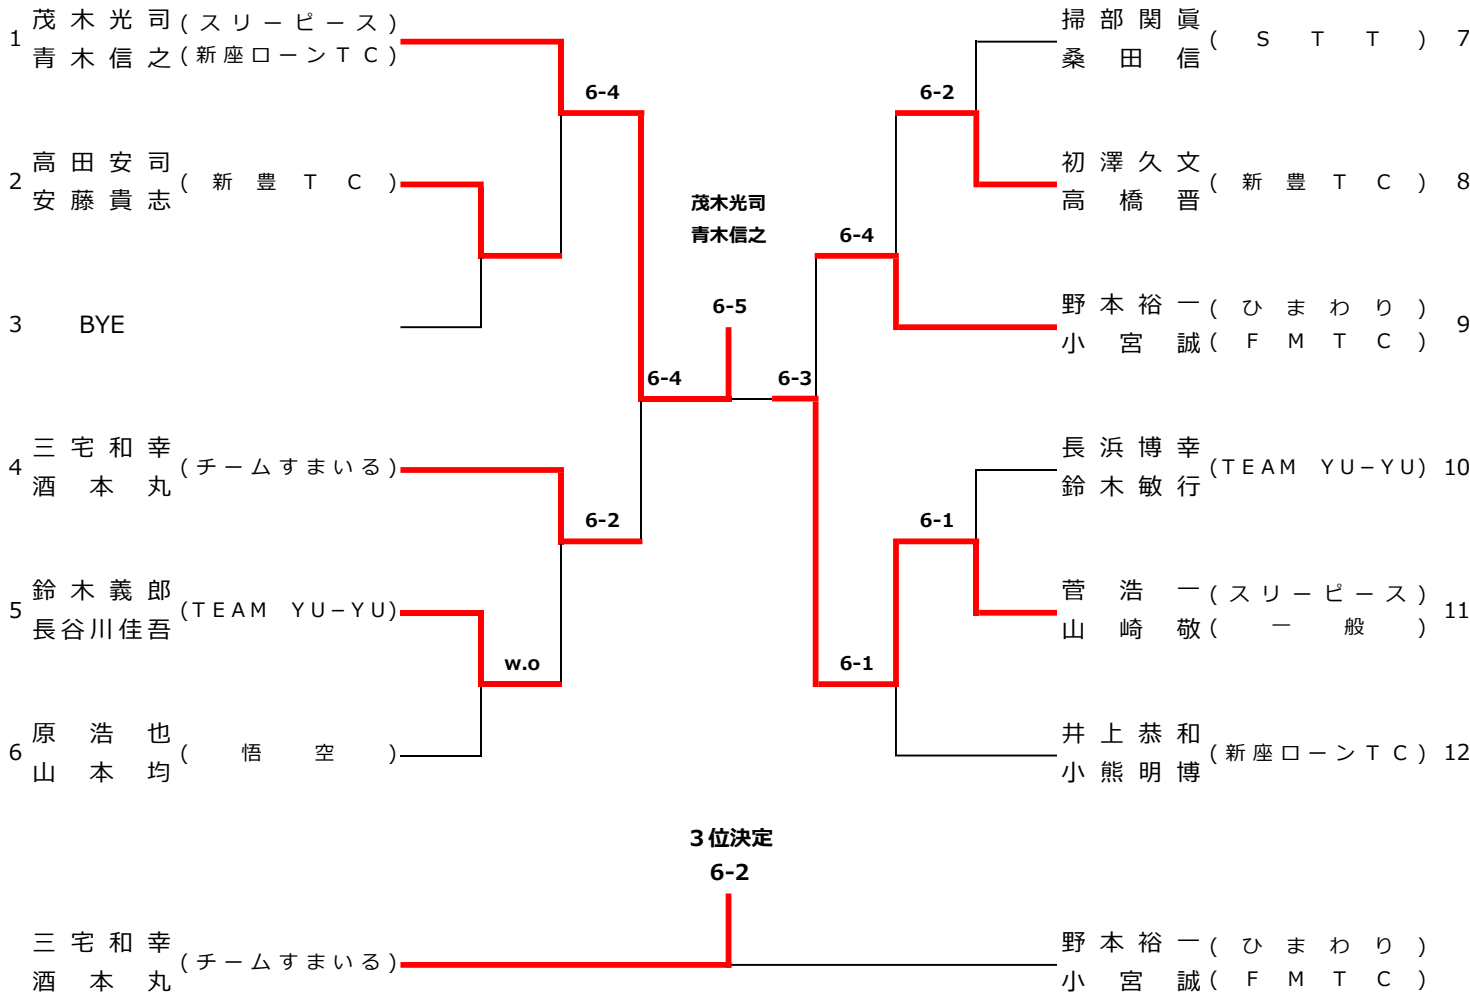 1 茂木光司 (スリーピース)
青木信之 (新座ローンTC)
6-4
2 高田安司 (新豊TC)
安藤貴志
3 BYE
6-4
4 三宅和幸 (チームすまいる)
酒本丸
6-2
5 鈴木義郎 (TEAM YU−YU)
長谷川佳吾
w.o
6 原浩也 (悟空)
山本均
茂木光司
青木信之
6-5
掃部関眞 (STT) 7
桑田信
6-2
初澤久文 (新豊TC) 8
高橋晋
6-4
野本裕一 (ひまわり) 9
小宮誠 (FMTC)
6-3
長浜博幸 (TEAM YU−YU) 10
鈴木敏行
6-1
菅浩一 (スリーピース) 11
山崎敬 (一般)
6-1
井上恭和 (新座ローンTC) 12
小熊明博
3位決定
6-2
三宅和幸 (チームすまいる)
酒本丸
野本裕一 (ひまわり)
小宮誠 (FMTC)